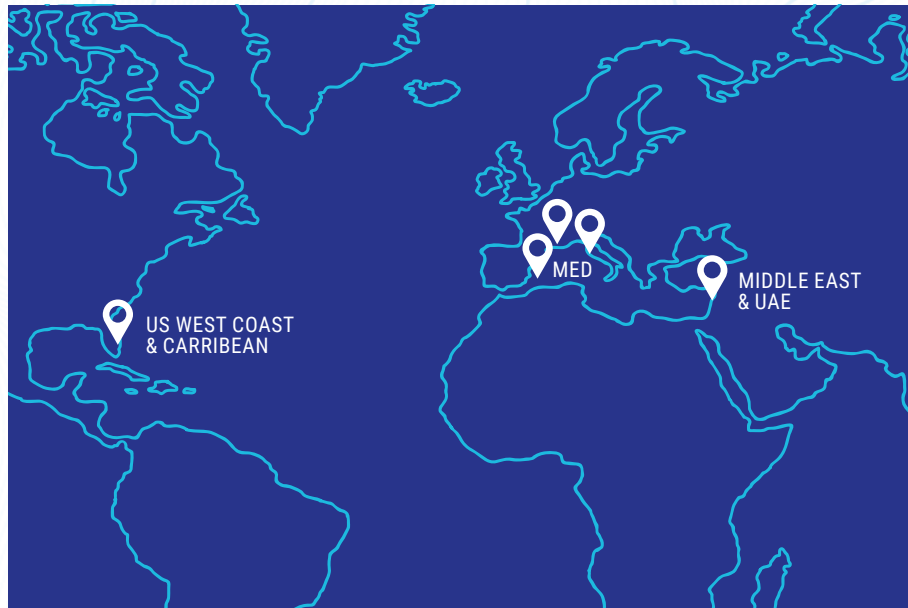 US WEST COAST
& CARRIBEAN
MED
MIDDLE EAST
& UAE